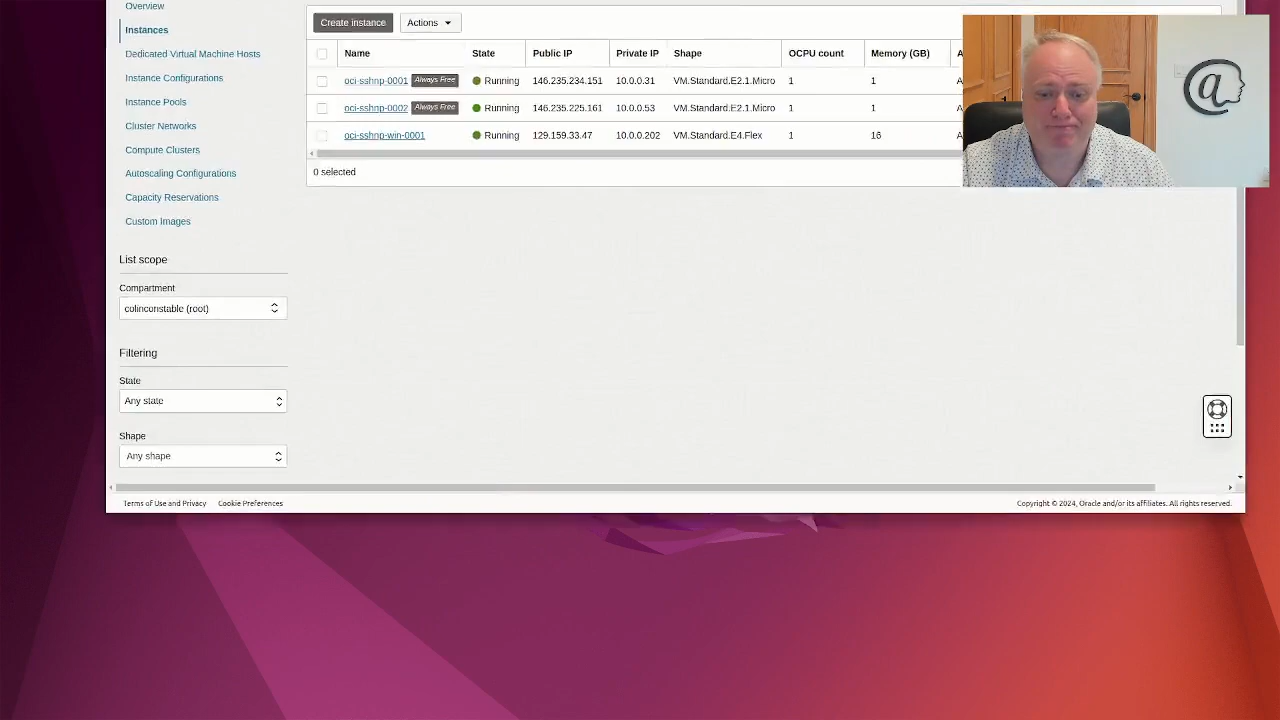 Overview
Instances
Dedicated Virtual Machine Hosts
Instance Configurations
Instance Pools
Cluster Networks
Compute Clusters
Autoscaling Configurations
Capacity Reservations
Custom Images
List scope
Compartment
colinconstable (root)
Filtering
State
Any state
Shape
Any shape
Create instance Actions
Name State Public IP Private IP Shape OCPU count Memory (GB)
oci-sshnp-0001 Always Free Running 146.235.234.151 10.0.0.31 VM.Standard.E2.1.Micro 1 1
oci-sshnp-0002 Always Free Running 146.235.225.161 10.0.0.53 VM.Standard.E2.1.Micro 1 1
oci-sshnp-win-0001 Running 129.159.33.47 10.0.0.202 VM.Standard.E4.Flex 1 16
0 selected
Terms of Use and Privacy Cookie Preferences
Copyright © 2024, Oracle and/or its affiliates. All rights reserved.